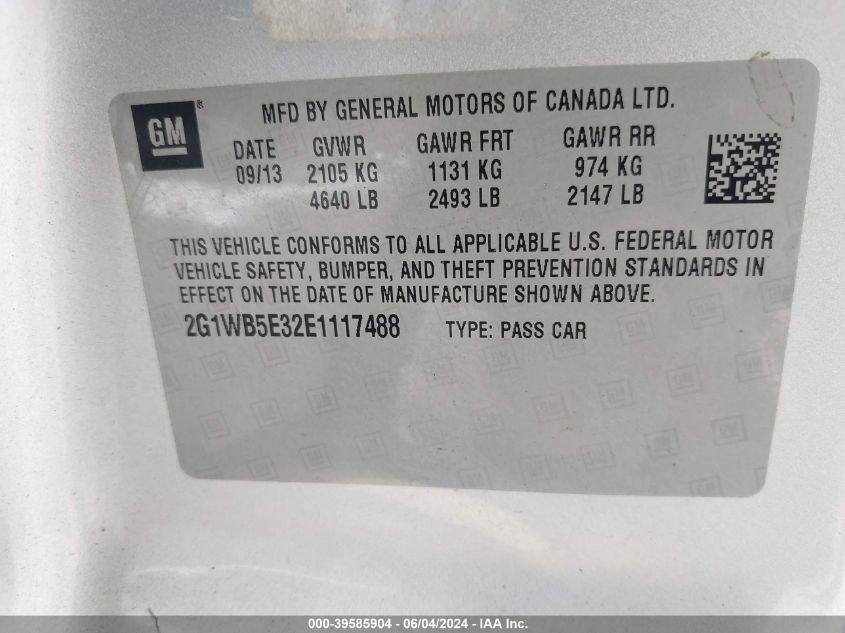 GM®
MFD BY GENERAL MOTORS OF CANADA LTD.
DATE GVWR GAWR FRT GAWR RR
09/13 2105 KG 1131 KG 974 KG
4640 LB 2493 LB 2147 LB
THIS VEHICLE CONFORMS TO ALL APPLICABLE U.S. FEDERAL MOTOR
VEHICLE SAFETY, BUMPER, AND THEFT PREVENTION STANDARDS IN
EFFECT ON THE DATE OF MANUFACTURE SHOWN ABOVE.
2G1WB5E32E1117488 TYPE: PASS CAR
000-39585904 - 06/04/2024 - IAA Inc.